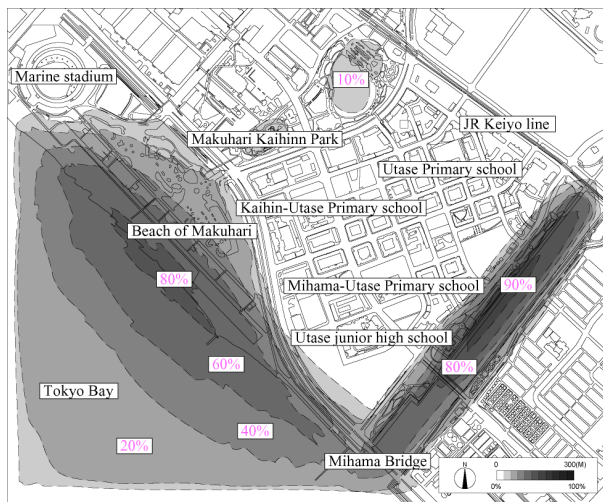 Marine stadium
10%
JR Keiyo line
Makuhari Kaihinn Park
Utase Primary school
Kaihin-Utase Primary school
Beach of Makuhari
80%
Mihama-Utase Primary school
90%
Utase junior high school
60%
80%
Tokyo Bay
40%
20%
Mihama Bridge
N
0 300(M)
0% 100%